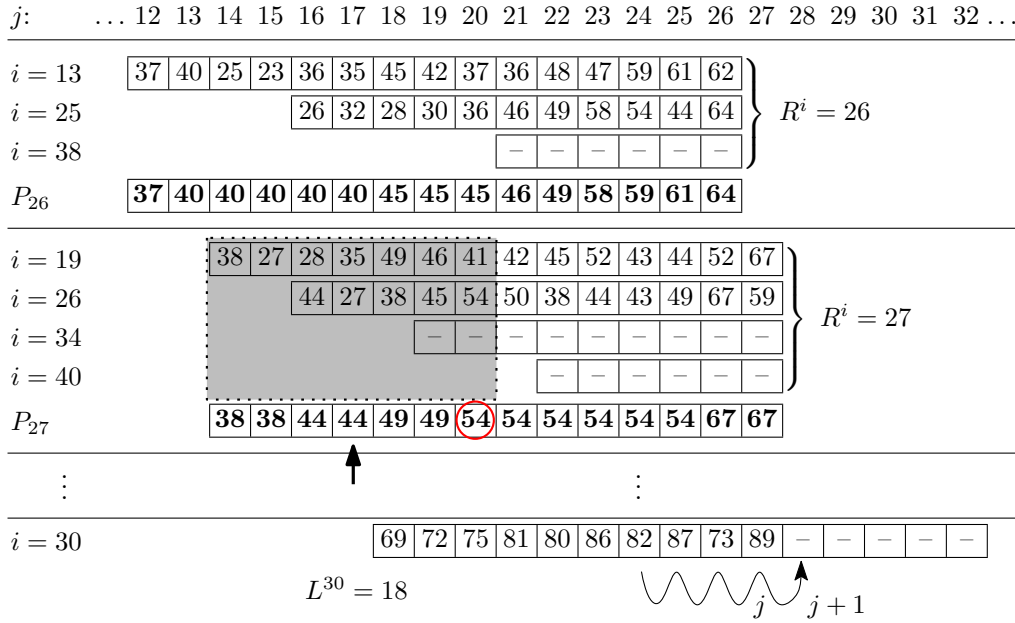 j: … 12 13 14 15 16 17 18 19 20 21 22 23 24 25 26 27 28 29 30 31 32 …
i = 13 37 40 25 23 36 35 45 42 37 36 48 47 59 61 62
i = 25 26 32 28 30 36 46 49 58 54 44 64 R^i = 26
i = 38 – – – – – –
P_26 37 40 40 40 40 40 45 45 45 46 49 58 59 61 64
i = 19 38 27 28 35 49 46 41 42 45 52 43 44 52 67
i = 26 44 27 38 45 54 50 38 44 43 49 67 59 R^i = 27
i = 34 – – – – – – – – –
i = 40 – – – – – –
P_27 38 38 44 44 49 49 54 54 54 54 54 54 67 67
⋮ ⋮
i = 30 69 72 75 81 80 86 82 87 73 89 – – – – –
L^30 = 18 j j + 1